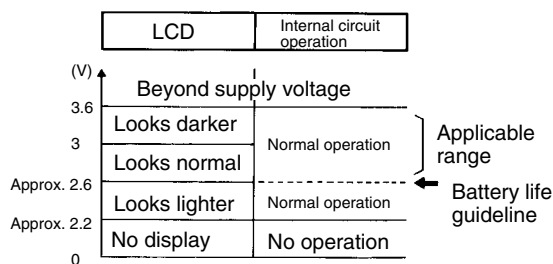 LCD
Internal circuit
operation
(V)
Beyond supply voltage
3.6
Looks darker
3
Normal operation
Applicable
range
Looks normal
Approx. 2.6
Battery life
guideline
Looks lighter
Normal operation
Approx. 2.2
No display
No operation
0